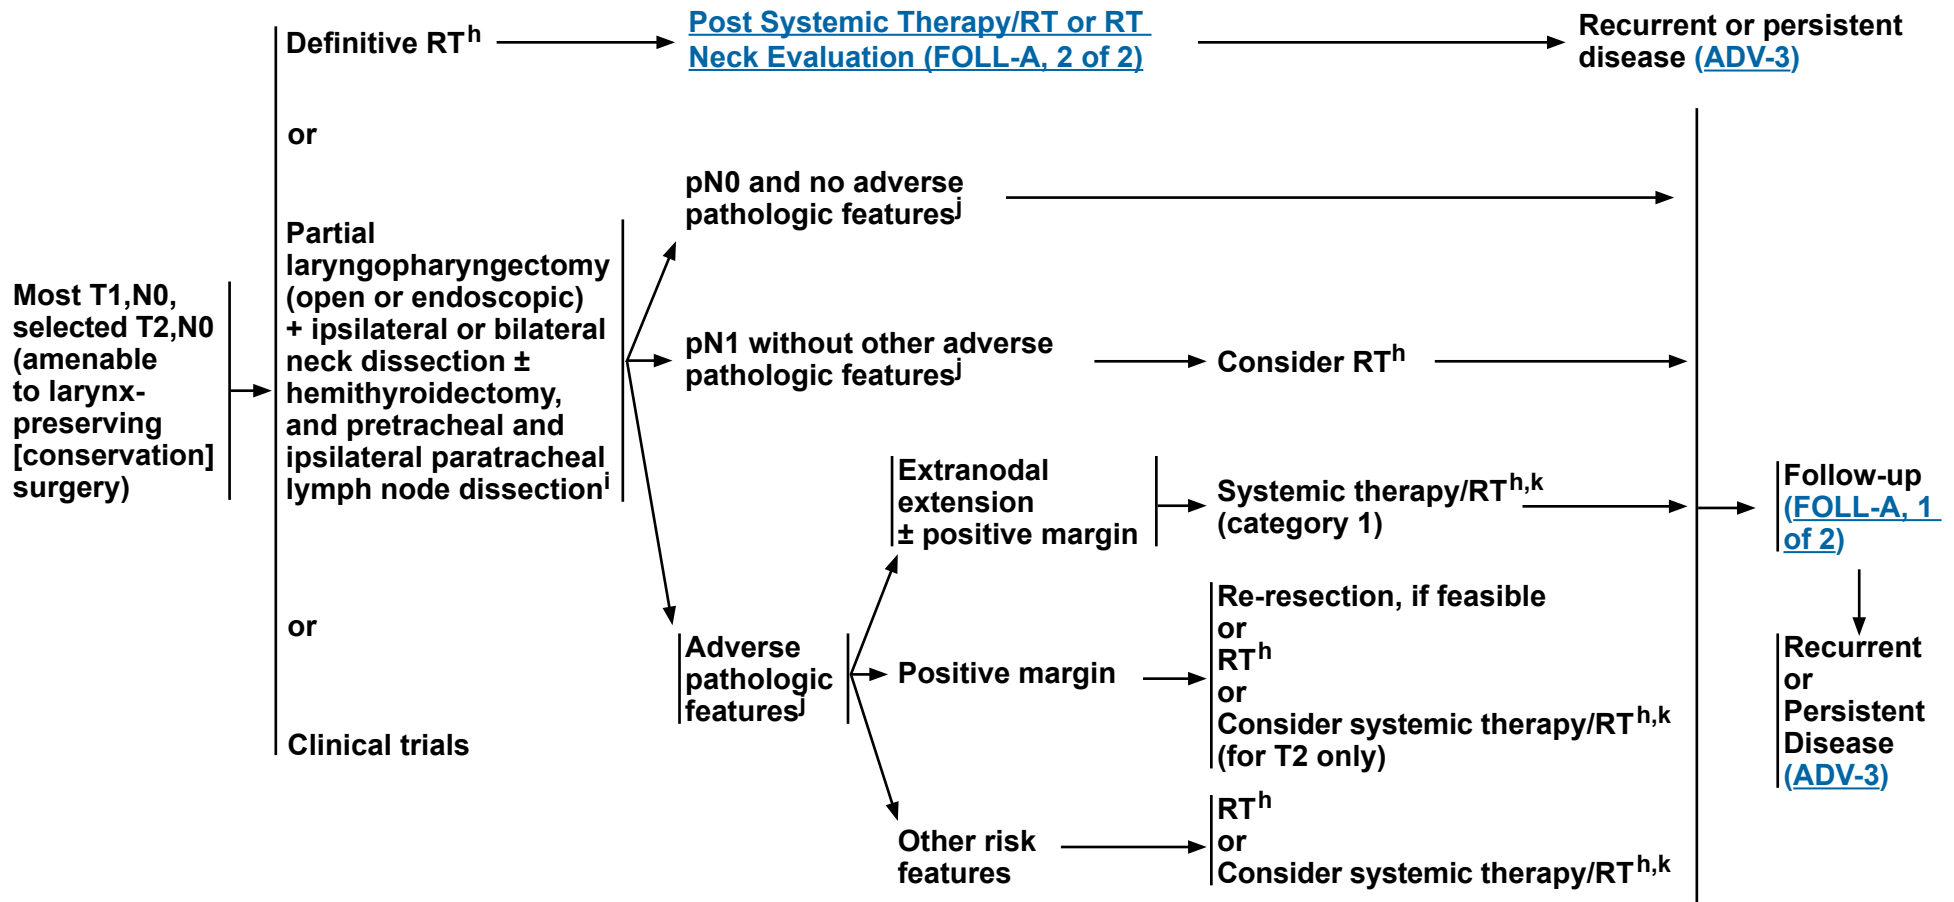 Most T1,N0,
selected T2,N0
(amenable
to larynx-
preserving
[conservation]
surgery)
Definitive RTh
Post Systemic Therapy/RT or RT
Neck Evaluation (FOLL-A, 2 of 2)
Recurrent or persistent
disease (ADV-3)
or
Partial
laryngopharyngectomy
(open or endoscopic)
+ ipsilateral or bilateral
neck dissection ±
hemithyroidectomy,
and pretracheal and
ipsilateral paratracheal
lymph node dissectioni
or
Clinical trials
pN0 and no adverse
pathologic featuresj
pN1 without other adverse
pathologic featuresj
Consider RTh
Adverse
pathologic
featuresj
Extranodal
extension
± positive margin
Systemic therapy/RTh,k
(category 1)
Positive margin
Re-resection, if feasible
or
RTh
or
Consider systemic therapy/RTh,k
(for T2 only)
Other risk
features
RTh
or
Consider systemic therapy/RTh,k
Follow-up
(FOLL-A, 1
of 2)
Recurrent
or
Persistent
Disease
(ADV-3)